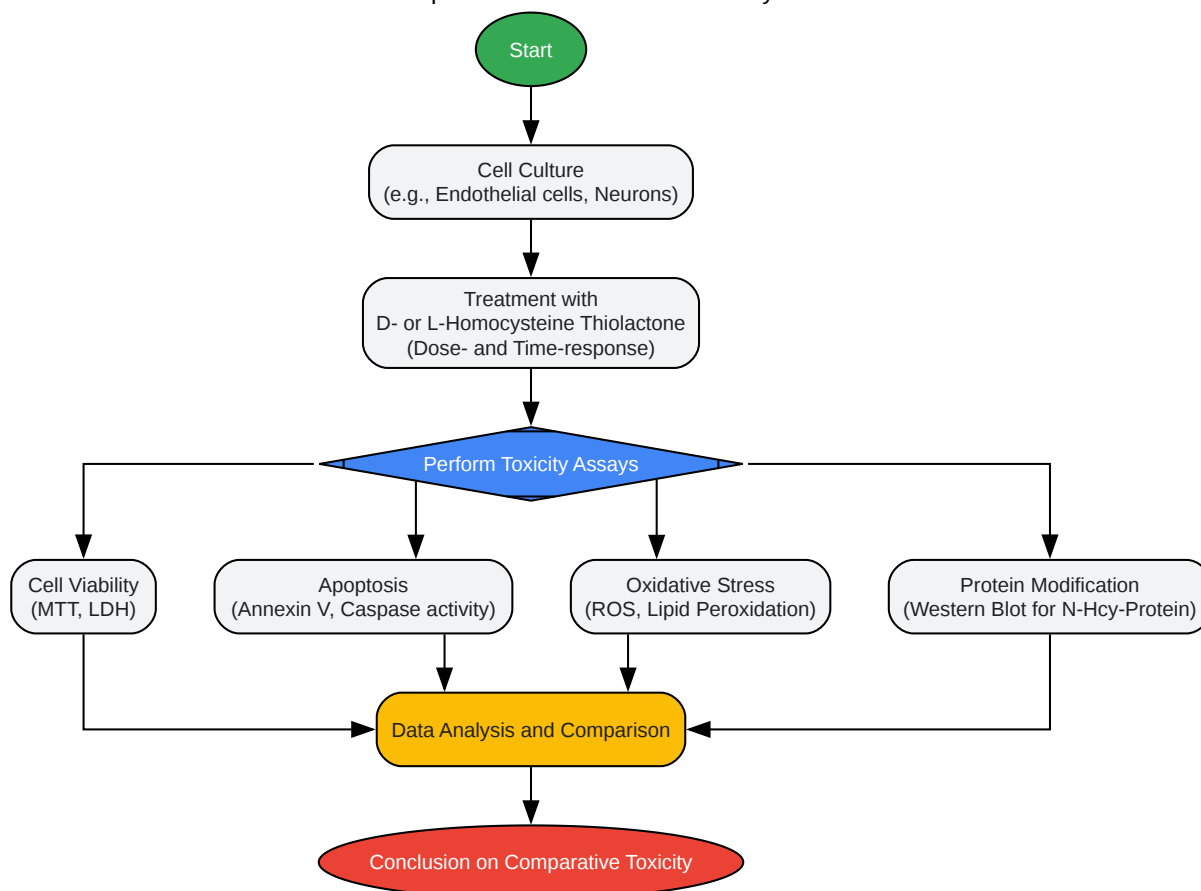 Start
Cell Culture
(e.g., Endothelial cells, Neurons)
Treatment with
D- or L-Homocysteine Thiolactone
(Dose- and Time-response)
Perform Toxicity Assays
Cell Viability
(MTT, LDH)
Apoptosis
(Annexin V, Caspase activity)
Oxidative Stress
(ROS, Lipid Peroxidation)
Protein Modification
(Western Blot for N-Hcy-Protein)
Data Analysis and Comparison
Conclusion on Comparative Toxicity